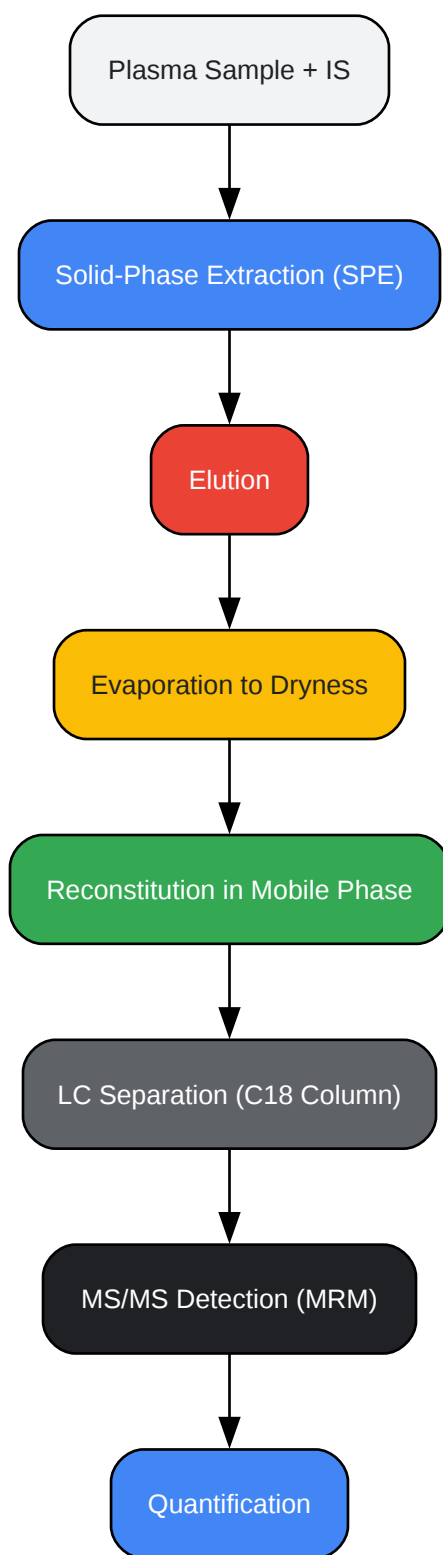 Plasma Sample + IS
Solid-Phase Extraction (SPE)
Elution
Evaporation to Dryness
Reconstitution in Mobile Phase
LC Separation (C18 Column)
MS/MS Detection (MRM)
Quantification